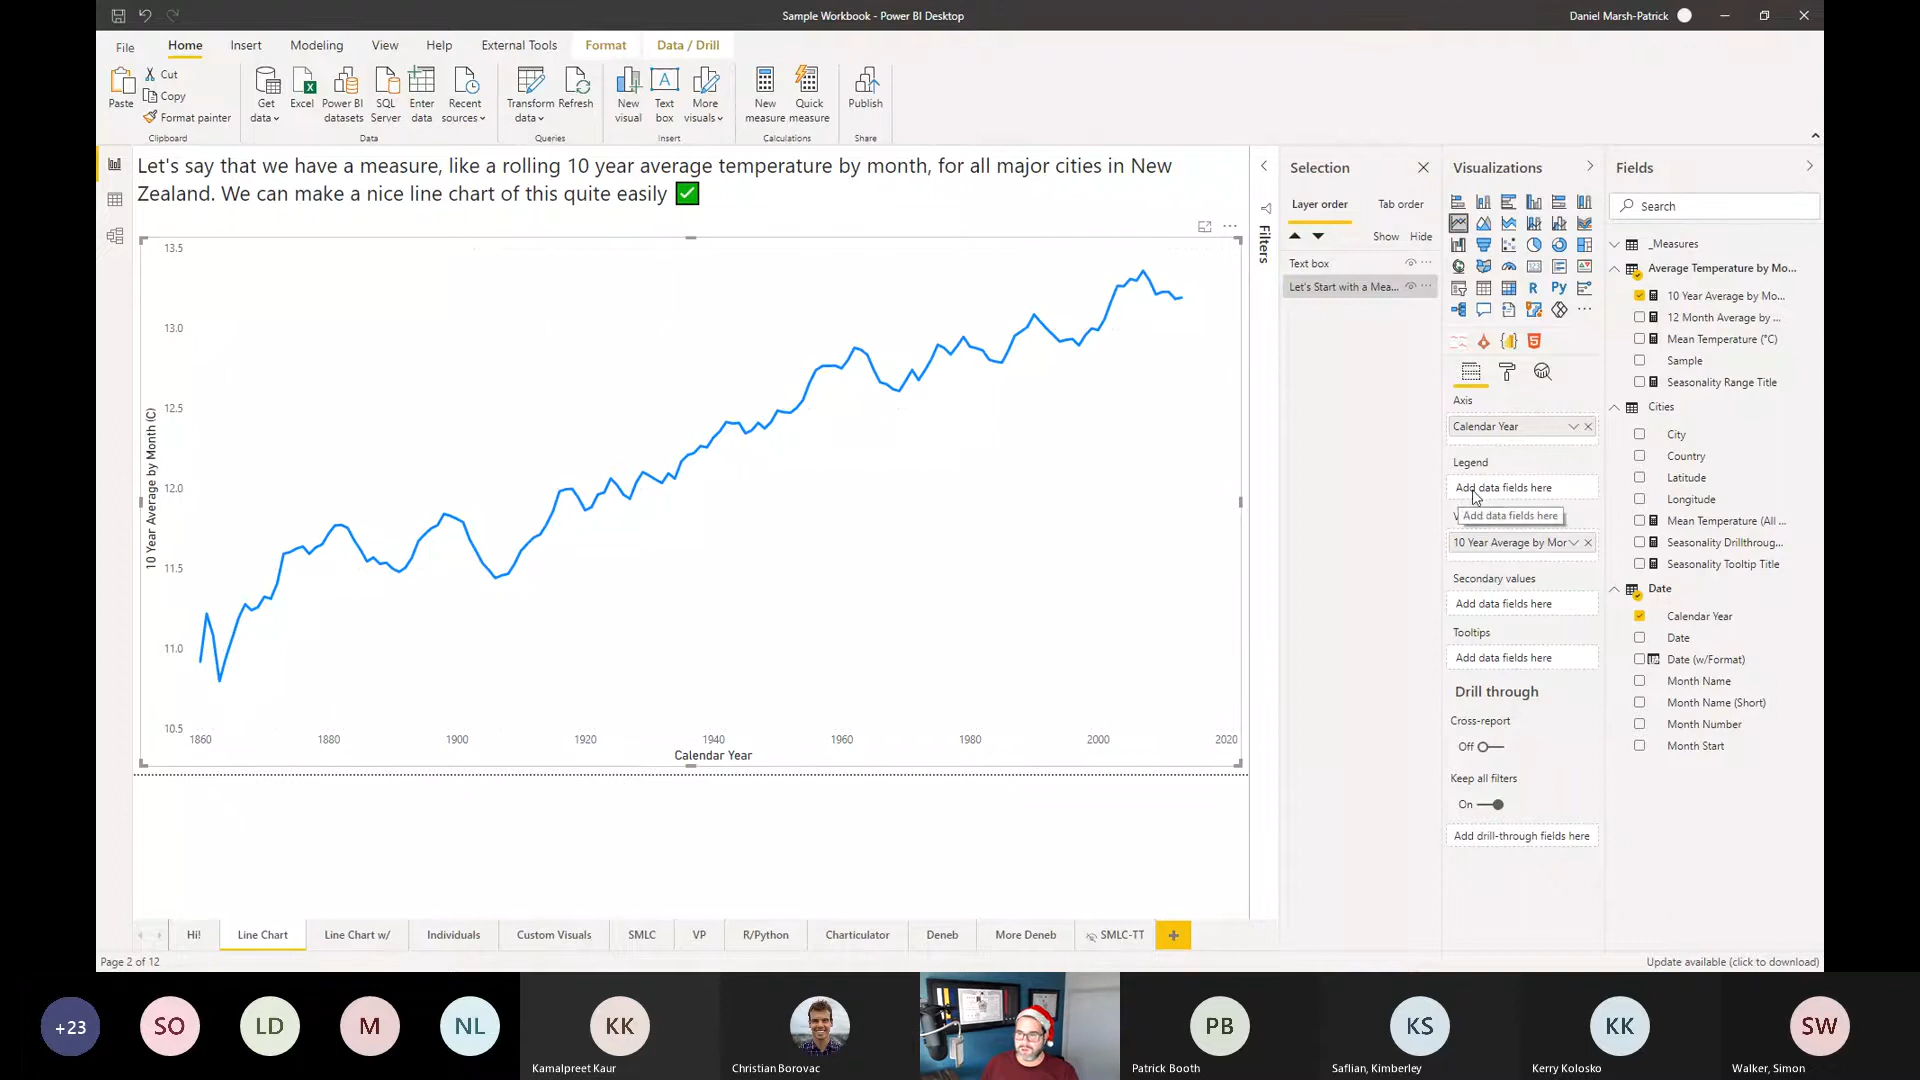 Sample Workbook - Power BI Desktop
Daniel Marsh-Patrick
File
Home
Insert
Modeling
View
Help
External Tools
Format
Data / Drill
Paste
Cut
Copy
Format painter
Clipboard
Get data
Excel
Power BI datasets
SQL Server
Enter data
Recent sources
Data
Transform data
Refresh
Queries
New visual
Text box
More visuals
Insert
New measure
Quick measure
Calculations
Publish
Share
Let's say that we have a measure, like a rolling 10 year average temperature by month, for all major cities in New
Zealand. We can make a nice line chart of this quite easily ✅
13.5
13.0
12.5
12.0
11.5
11.0
10.5
10 Year Average by Month (C)
1860
1880
1900
1920
1940
1960
1980
2000
2020
Calendar Year
Filters
Selection
Layer order
Tab order
Show
Hide
Text box
Let's Start with a Mea...
Visualizations
R
Py
5
Axis
Calendar Year
Legend
Add data fields here
Add data fields here
10 Year Average by Mor
Secondary values
Add data fields here
Tooltips
Add data fields here
Drill through
Cross-report
Off
Keep all filters
On
Add drill-through fields here
Fields
Search
_Measures
Average Temperature by Mo...
10 Year Average by Mo...
12 Month Average by ...
Mean Temperature (°C)
Sample
Seasonality Range Title
Cities
City
Country
Latitude
Longitude
Mean Temperature (All ...
Seasonality Drillthroug...
Seasonality Tooltip Title
Date
Calendar Year
Date
Date (w/Format)
Month Name
Month Name (Short)
Month Number
Month Start
Hi!
Line Chart
Line Chart w/
Individuals
Custom Visuals
SMLC
VP
R/Python
Charticulator
Deneb
More Deneb
SMLC-TT
+
Page 2 of 12
Update available (click to download)
+23
SO
LD
M
NL
KK
Kamalpreet Kaur
Christian Borovac
PB
Patrick Booth
KS
Saflian, Kimberley
KK
Kerry Kolosko
SW
Walker, Simon